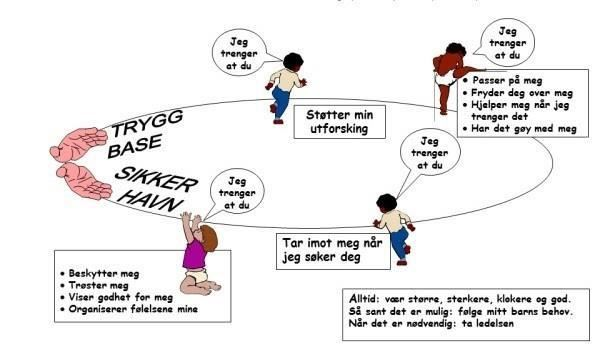 Jeg
trenger
at du
Støtter min
utforsking
Jeg
trenger
at du
• Passer på meg
• Fryder deg over meg
• Hjelper meg når jeg
trenger det
• Har det gøy med meg
TRYGG
BASE
SIKKER
HAVN
Jeg
trenger
at du
Tar imot meg når
jeg søker deg
Jeg
trenger
at du
• Beskytter meg
• Trøster meg
• Viser godhet for meg
• Organiserer følelsene mine
Alltid: vær større, sterkere, klokere og god.
Så sant det er mulig: følge mitt barns behov.
Når det er nødvendig: ta ledelsen